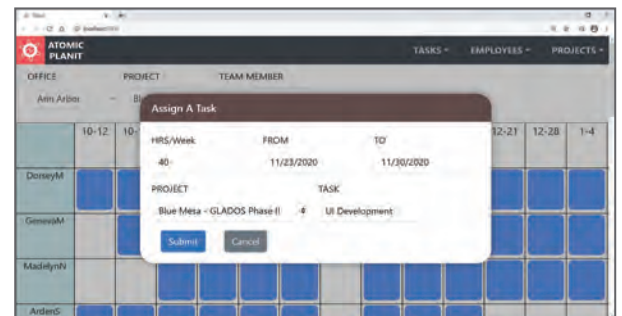 ATOMIC
PLANIT
TASKS
EMPLOYEES
PROJECTS
OFFICE
PROJECT
TEAM MEMBER
Ann Arbor
Assign A Task
10-12
10-
12-21
12-28
1-4
HRS/Week
FROM
TO
40
11/23/2020
11/30/2020
DorseyM
PROJECT
TASK
Blue Mesa - GLADOS Phase II
UI Development
GenevaM
Submit
Cancel
MadelynN
ArdenS